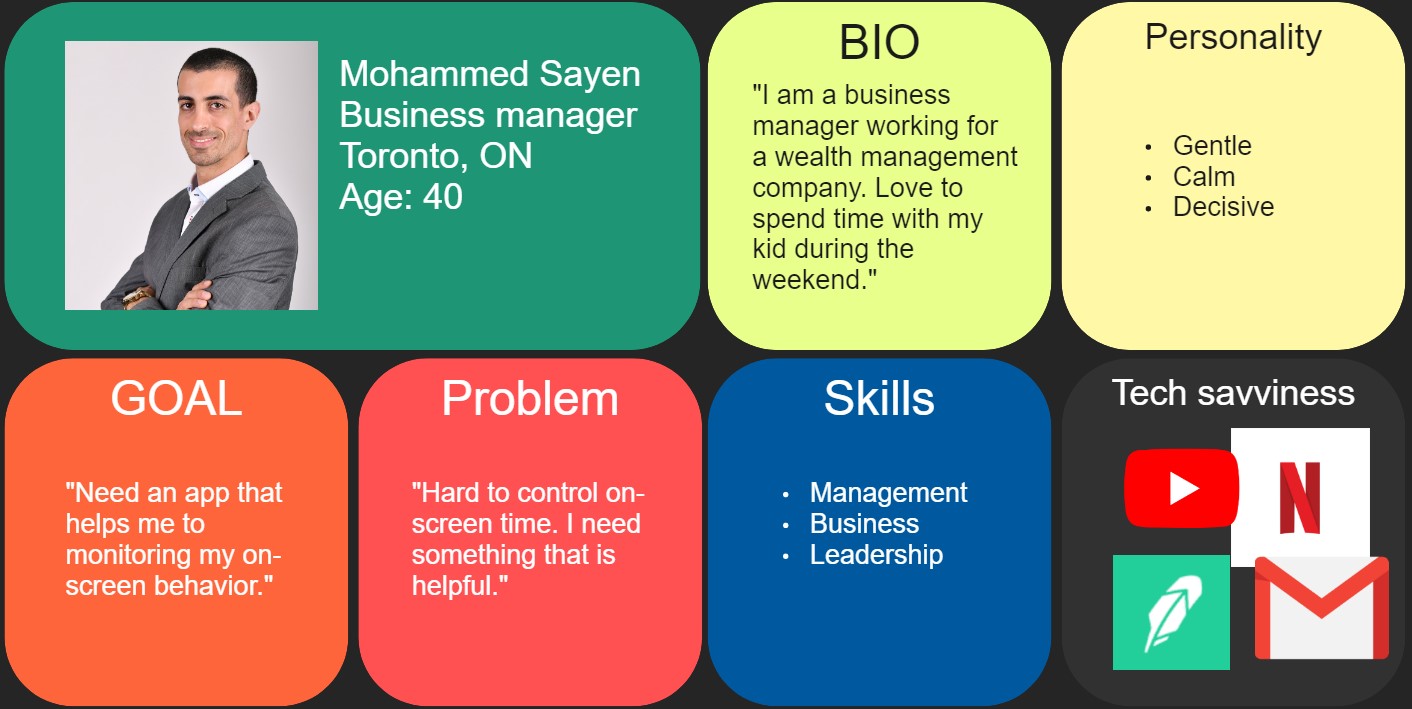 Mohammed Sayen
Business manager
Toronto, ON
Age: 40
BIO
"I am a business
manager working for
a wealth management
company. Love to
spend time with my
kid during the
weekend."
Personality
• Gentle
• Calm
• Decisive
GOAL
"Need an app that
helps me to
monitoring my on-
screen behavior."
Problem
"Hard to control on-
screen time. I need
something that is
helpful."
Skills
• Management
• Business
• Leadership
Tech savviness
N